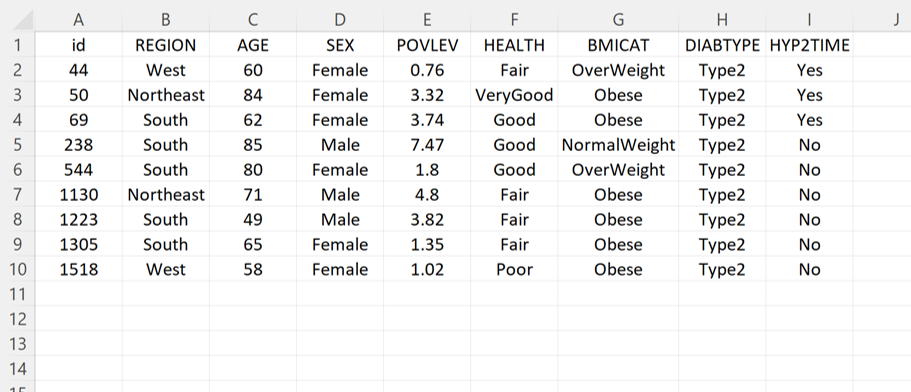 A B C D E F G H I J
1 id REGION AGE SEX POVLEV HEALTH BMICAT DIABTYPE HYP2TIME
2 44 West 60 Female 0.76 Fair OverWeight Type2 Yes
3 50 Northeast 84 Female 3.32 VeryGood Obese Type2 Yes
4 69 South 62 Female 3.74 Good Obese Type2 Yes
5 238 South 85 Male 7.47 Good NormalWeight Type2 No
6 544 South 80 Female 1.8 Good OverWeight Type2 No
7 1130 Northeast 71 Male 4.8 Fair Obese Type2 No
8 1223 South 49 Male 3.82 Fair Obese Type2 No
9 1305 South 65 Female 1.35 Fair Obese Type2 No
10 1518 West 58 Female 1.02 Poor Obese Type2 No
11
12
13
14
15